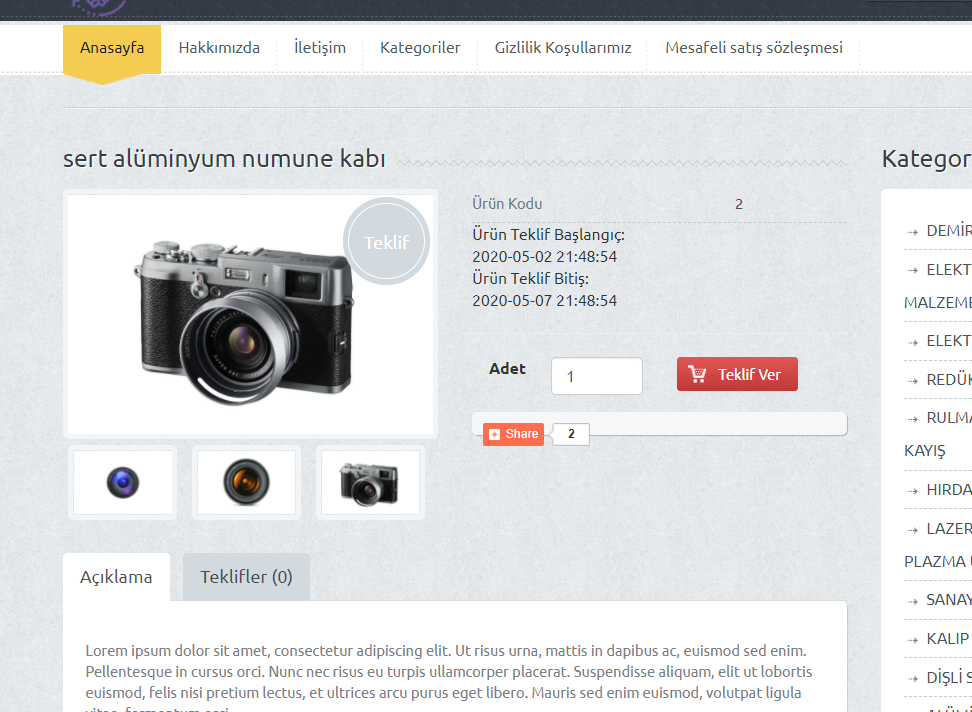 Anasayfa
Hakkımızda
İletişim
Kategoriler
Gizlilik Koşullarımız
Mesafeli satış sözleşmesi
sert alüminyum numune kabı
Teklif
Ürün Kodu 2
Ürün Teklif Başlangıç:
2020-05-02 21:48:54
Ürün Teklif Bitiş:
2020-05-07 21:48:54
Adet 1 Teklif Ver
Share 2
Açıklama
Teklifler (0)
Lorem ipsum dolor sit amet, consectetur adipiscing elit. Ut risus urna, mattis in dapibus ac, euismod sed enim.
Pellentesque in cursus orci. Nunc nec risus eu turpis ullamcorper placerat. Suspendisse aliquam, elit ut lobortis
euismod, felis nisi pretium lectus, et ultrices arcu purus eget libero. Mauris sed enim euismod, volutpat ligula
Kategor
DEMİR
ELEKT
MALZEME
ELEKT
REDÜK
RULMA
KAYIŞ
HIRDA
LAZER
PLAZMA
SANAY
KALIP
DİŞLİ S